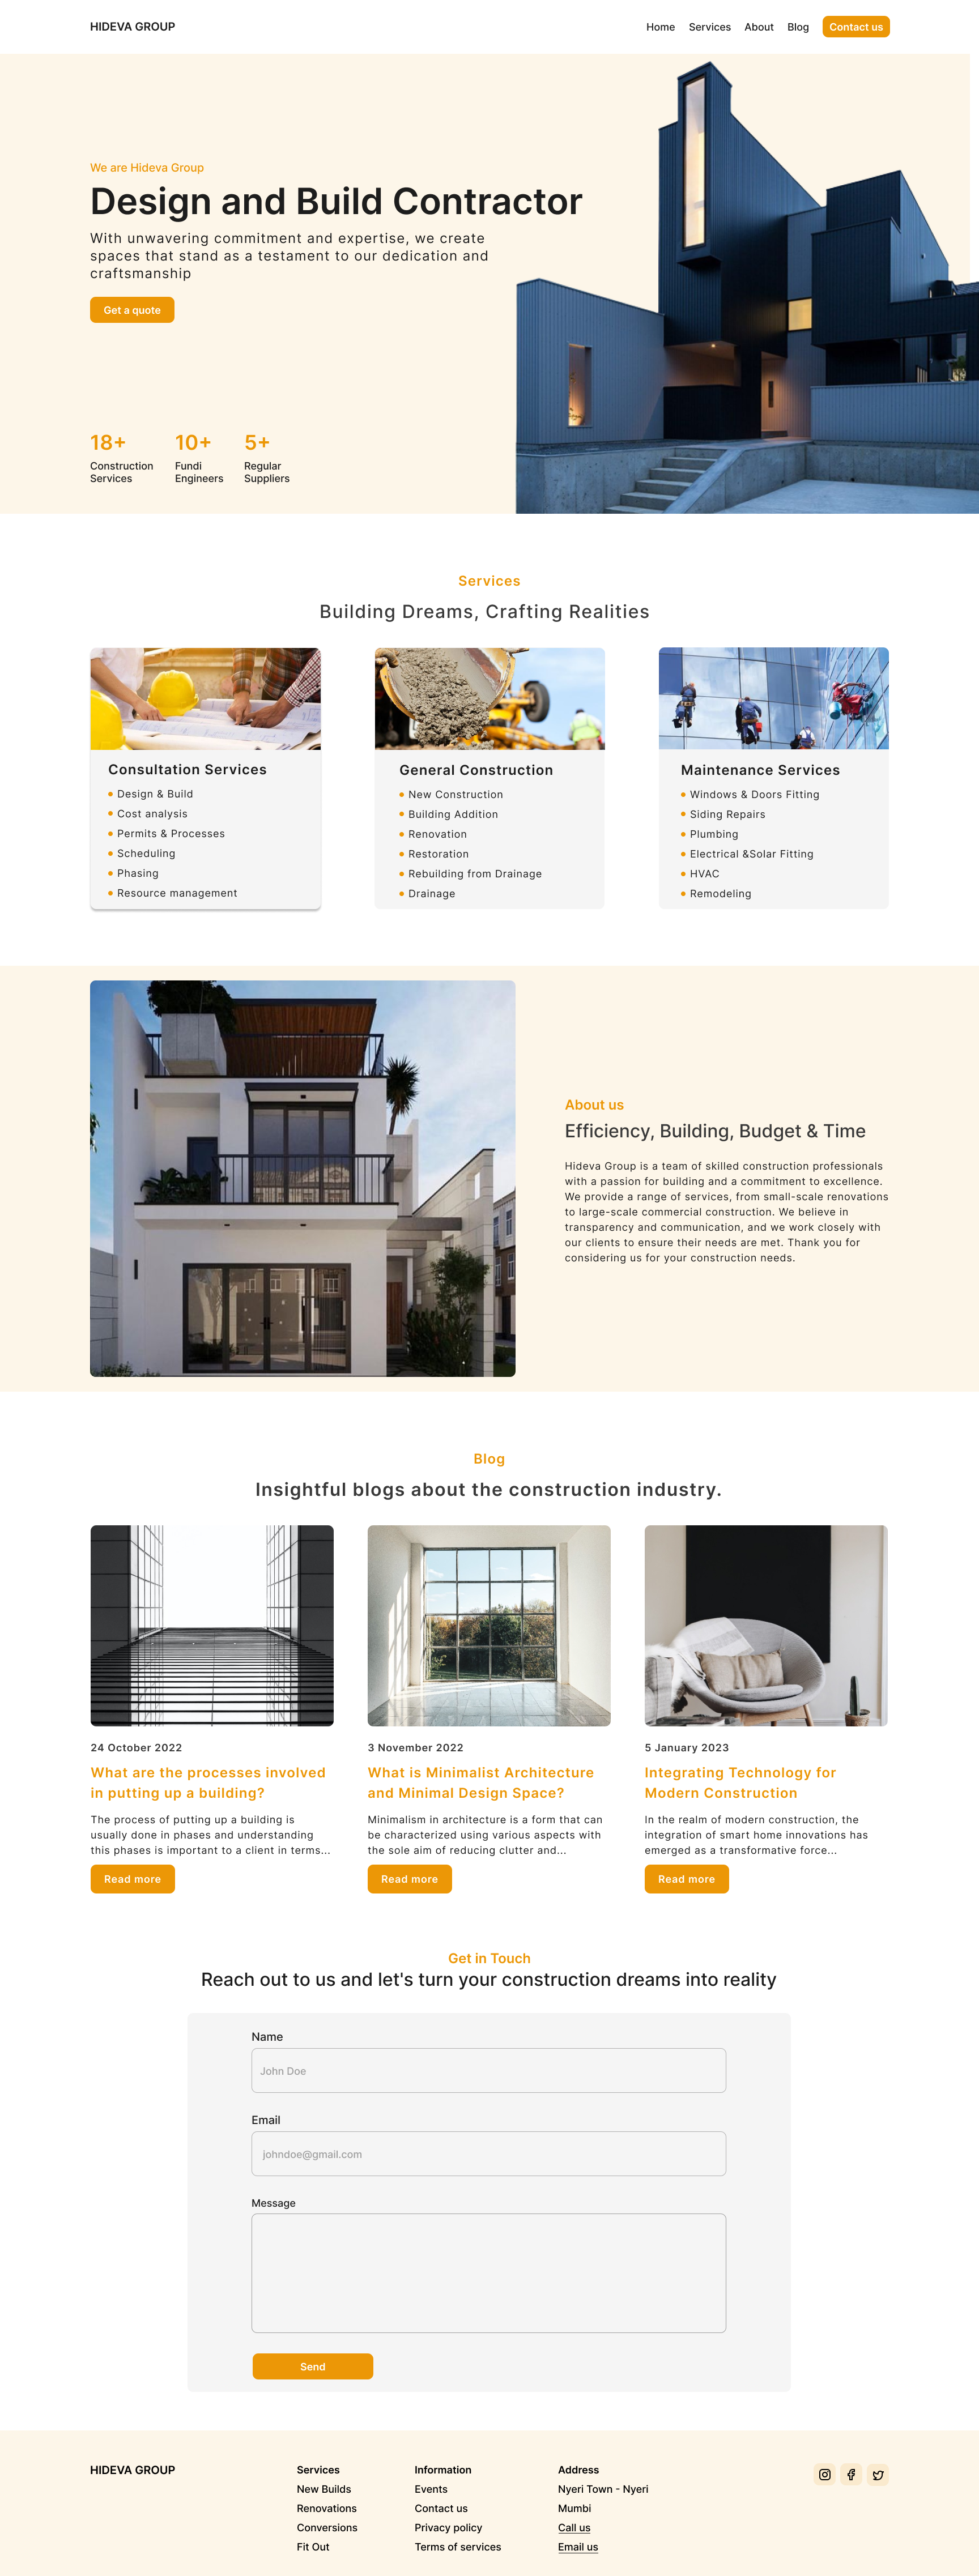 HIDEVA GROUP
Home Services About Blog Contact us
We are Hideva Group
Design and Build Contractor
With unwavering commitment and expertise, we create
spaces that stand as a testament to our dedication and
craftsmanship
Get a quote
18+
Construction
Services
10+
Fundi
Engineers
5+
Regular
Suppliers
Services
Building Dreams, Crafting Realities
Consultation Services
Design & Build
Cost analysis
Permits & Processes
Scheduling
Phasing
Resource management
General Construction
New Construction
Building Addition
Renovation
Restoration
Rebuilding from Drainage
Drainage
Maintenance Services
Windows & Doors Fitting
Siding Repairs
Plumbing
Electrical &Solar Fitting
HVAC
Remodeling
About us
Efficiency, Building, Budget & Time
Hideva Group is a team of skilled construction professionals
with a passion for building and a commitment to excellence.
We provide a range of services, from small-scale renovations
to large-scale commercial construction. We believe in
transparency and communication, and we work closely with
our clients to ensure their needs are met. Thank you for
considering us for your construction needs.
Blog
Insightful blogs about the construction industry.
24 October 2022
What are the processes involved
in putting up a building?
The process of putting up a building is
usually done in phases and understanding
this phases is important to a client in terms...
Read more
3 November 2022
What is Minimalist Architecture
and Minimal Design Space?
Minimalism in architecture is a form that can
be characterized using various aspects with
the sole aim of reducing clutter and...
Read more
5 January 2023
Integrating Technology for
Modern Construction
In the realm of modern construction, the
integration of smart home innovations has
emerged as a transformative force...
Read more
Get in Touch
Reach out to us and let's turn your construction dreams into reality
Name
John Doe
Email
johndoe@gmail.com
Message
Send
HIDEVA GROUP
Services
New Builds
Renovations
Conversions
Fit Out
Information
Events
Contact us
Privacy policy
Terms of services
Address
Nyeri Town - Nyeri
Mumbi
Call us
Email us